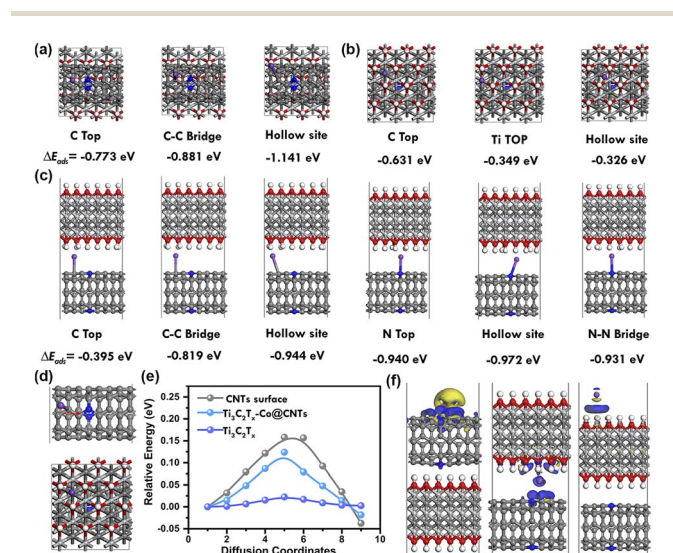 (a)
(b)
C Top C-C Bridge Hollow site C Top Ti TOP Hollow site
ΔE_ads= -0.773 eV -0.881 eV -1.141 eV -0.631 eV -0.349 eV -0.326 eV
(c)
C Top C-C Bridge Hollow site N Top Hollow site N-N Bridge
ΔE_ads= -0.395 eV -0.819 eV -0.944 eV -0.940 eV -0.972 eV -0.931 eV
(d)
(e)
Relative Energy (eV)
0.25
0.20
0.15
0.10
0.05
0.00
-0.05
CNTs surface
Ti₃C₂Tₓ-Co@CNTs
Ti₃C₂Tₓ
0 2 4 6 8 10
Diffusion Coordinates
(f)